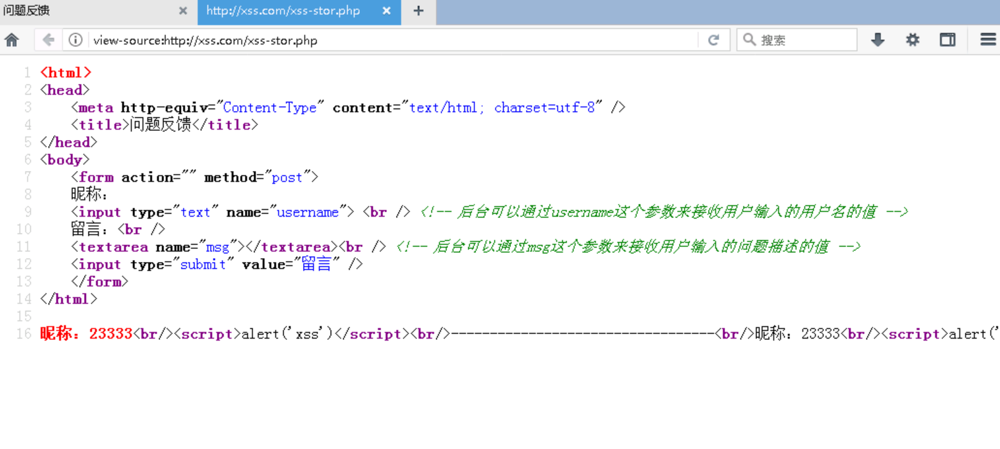 问题反馈 http://xss.com/xss-stor.php
view-source:http://xss.com/xss-stor.php 搜索
1 <html>
2 <head>
3 <meta http-equiv="Content-Type" content="text/html; charset=utf-8" />
4 <title>问题反馈</title>
5 </head>
6 <body>
7 <form action="" method="post">
8 昵称：
9 <input type="text" name="username"> <br /> <!-- 后台可以通过username这个参数来接收用户输入的用户名的值 -->
10 留言：<br />
11 <textarea name="msg"></textarea><br /> <!-- 后台可以通过msg这个参数来接收用户输入的问题描述的值 -->
12 <input type="submit" value="留言" />
13 </form>
14 </html>
15
16 昵称：23333<br/><script>alert('xss')</script><br/>----------------------------------<br/>昵称：23333<br/><script>alert('